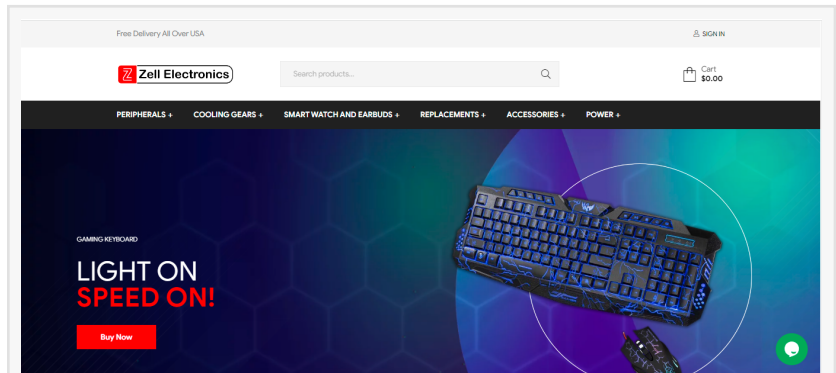 Free Delivery All Over USA
SIGN IN
Z Zell Electronics
Search products...
Cart
$0.00
PERIPHERALS + COOLING GEARS + SMART WATCH AND EARBUDS + REPLACEMENTS + ACCESSORIES + POWER +
GAMING KEYBOARD
LIGHT ON
SPEED ON!
Buy Now